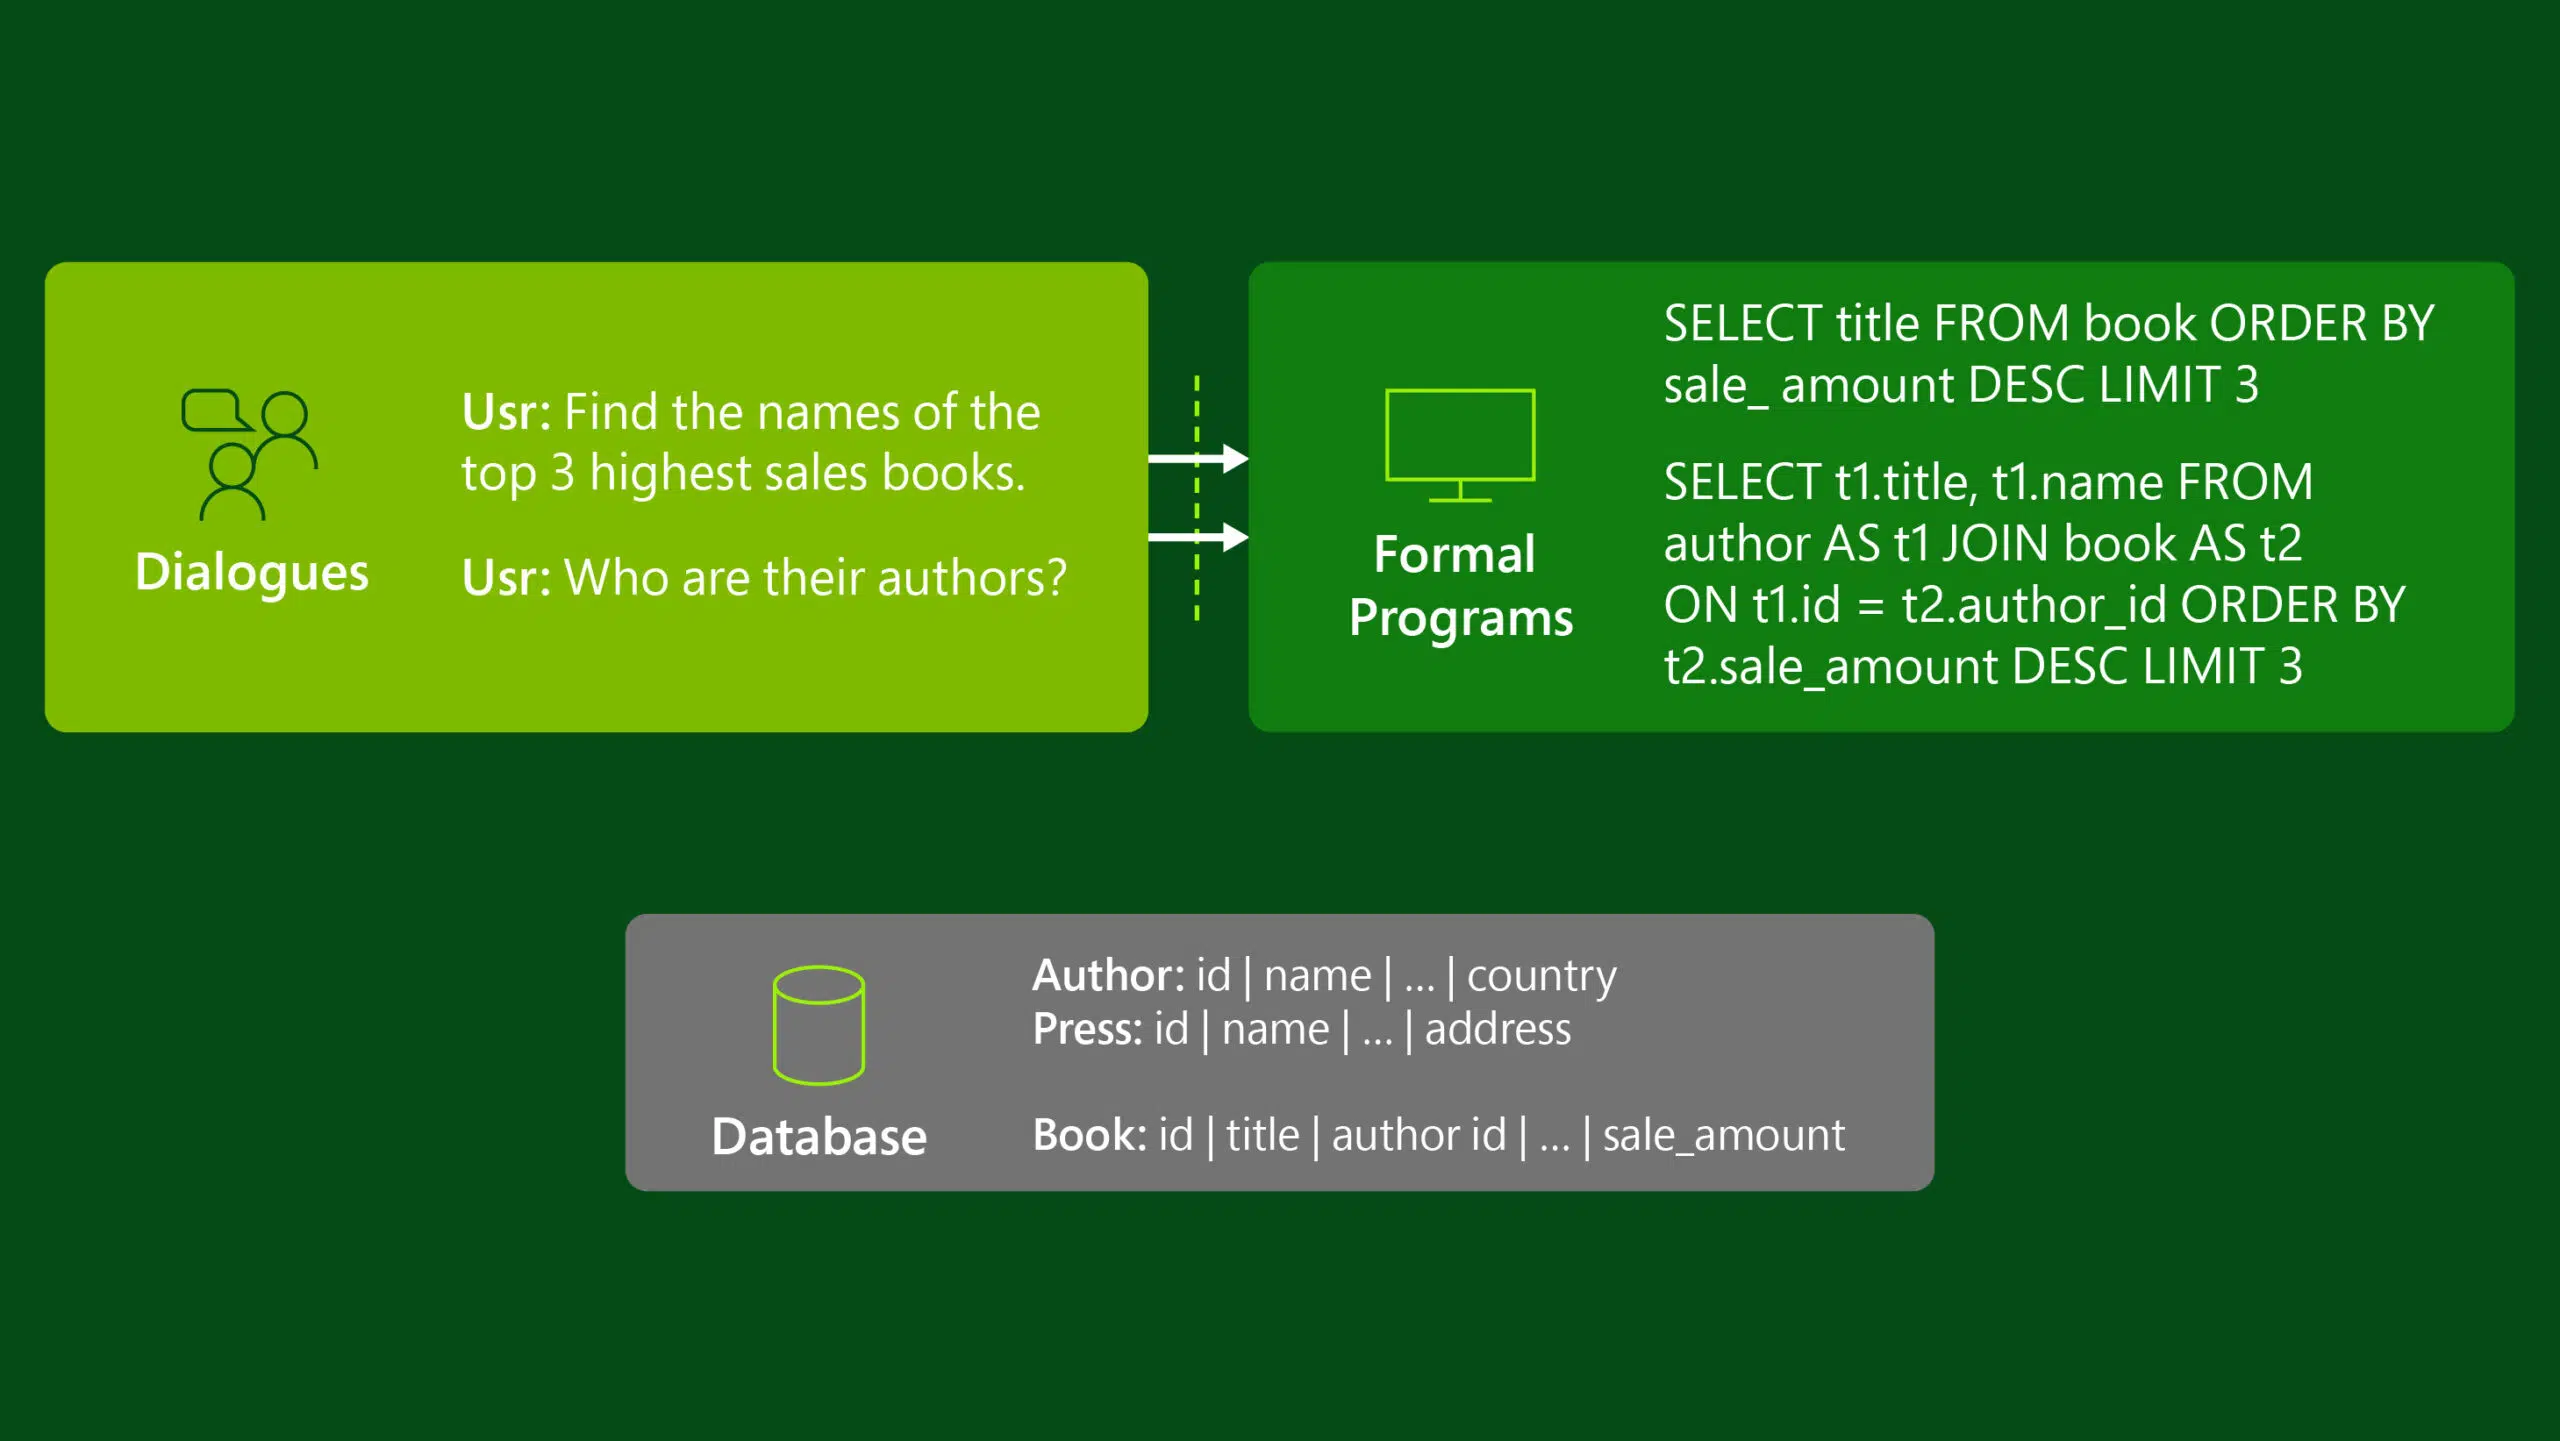 Dialogues
Usr: Find the names of the
top 3 highest sales books.
Usr: Who are their authors?
Formal
Programs
SELECT title FROM book ORDER BY
sale_ amount DESC LIMIT 3
SELECT t1.title, t1.name FROM
author AS t1 JOIN book AS t2
ON t1.id = t2.author_id ORDER BY
t2.sale_amount DESC LIMIT 3
Database
Author: id | name | ... | country
Press: id | name | ... | address
Book: id | title | author id | ... | sale_amount